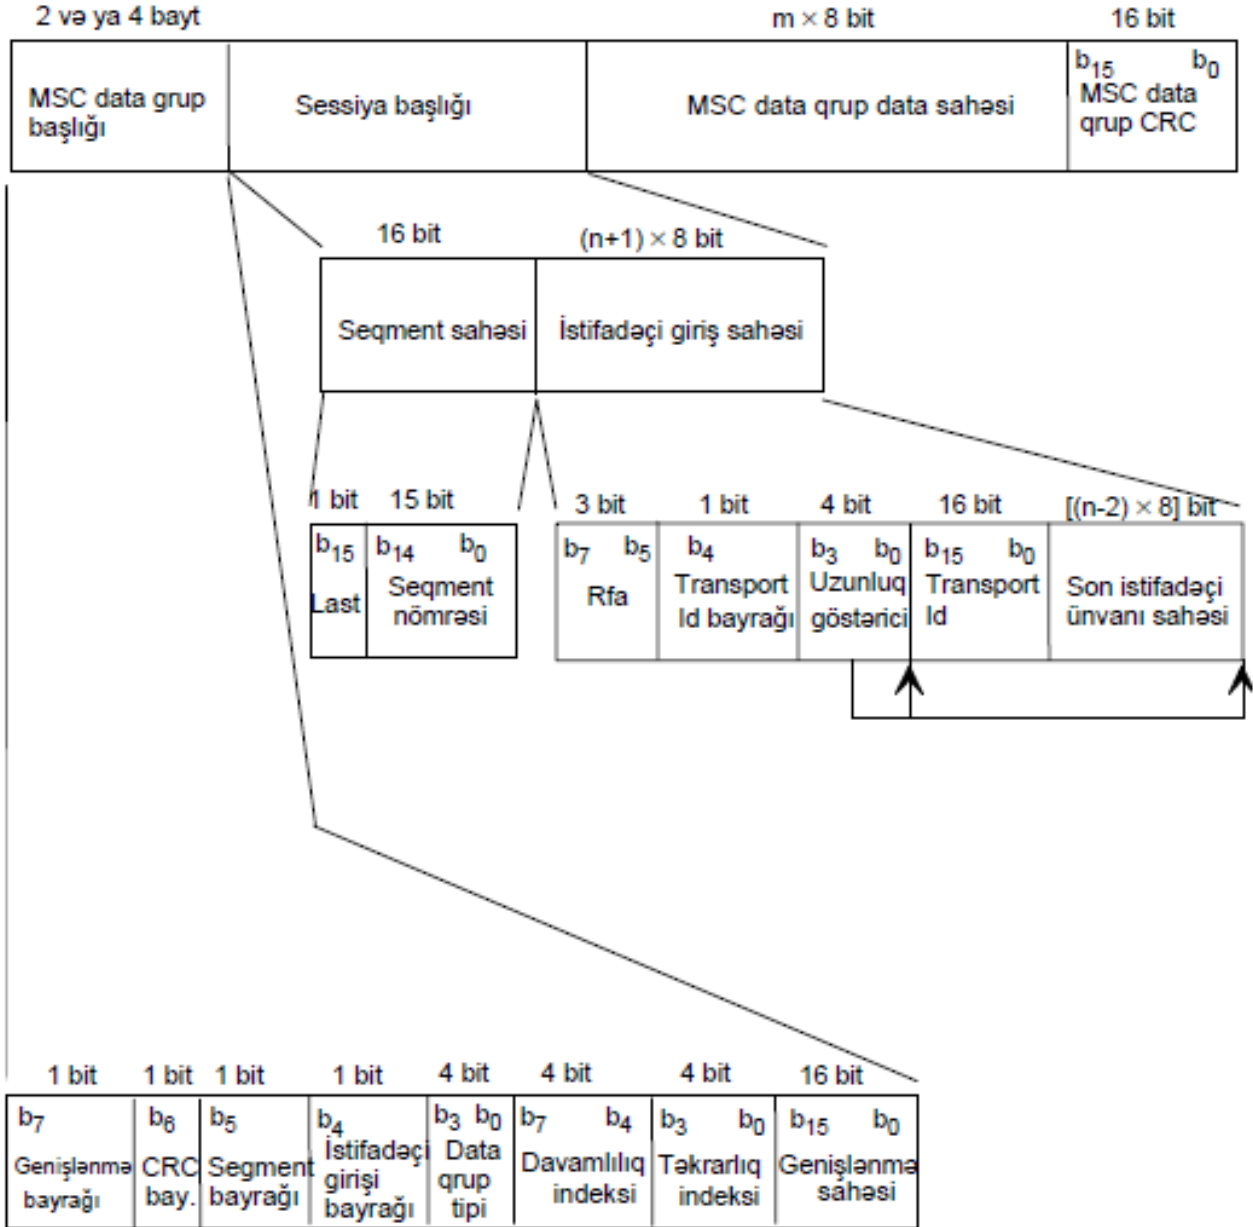 2 və ya 4 bayt
m × 8 bit
16 bit
MSC data grup
başlığı
Sessiya başlığı
MSC data qrup data sahəsi
b15 b0
MSC data
qrup CRC
16 bit
(n+1) × 8 bit
Seqment sahəsi
İstifadəçi giriş sahəsi
1 bit
15 bit
3 bit
1 bit
4 bit
16 bit
[(n-2) × 8] bit
b15
Last
b14 b0
Seqment
nömrəsi
b7 b5
Rfa
b4
Transport
Id bayrağı
b3 b0
Uzunluq
göstərici
b15 b0
Transport
Id
Son istifadəçi
ünvanı sahəsi
1 bit
1 bit
1 bit
1 bit
4 bit
4 bit
4 bit
16 bit
b7
Genişlənmə
bayrağı
b6
CRC
bay.
b5
Segment
bayrağı
b4
İstifadəçi
girişi
bayrağı
b3 b0
Data
qrup
tipi
b7 b4
Davamlılıq
indeksi
b3 b0
Təkrarlıq
indeksi
b15 b0
Genişlənmə
sahəsi